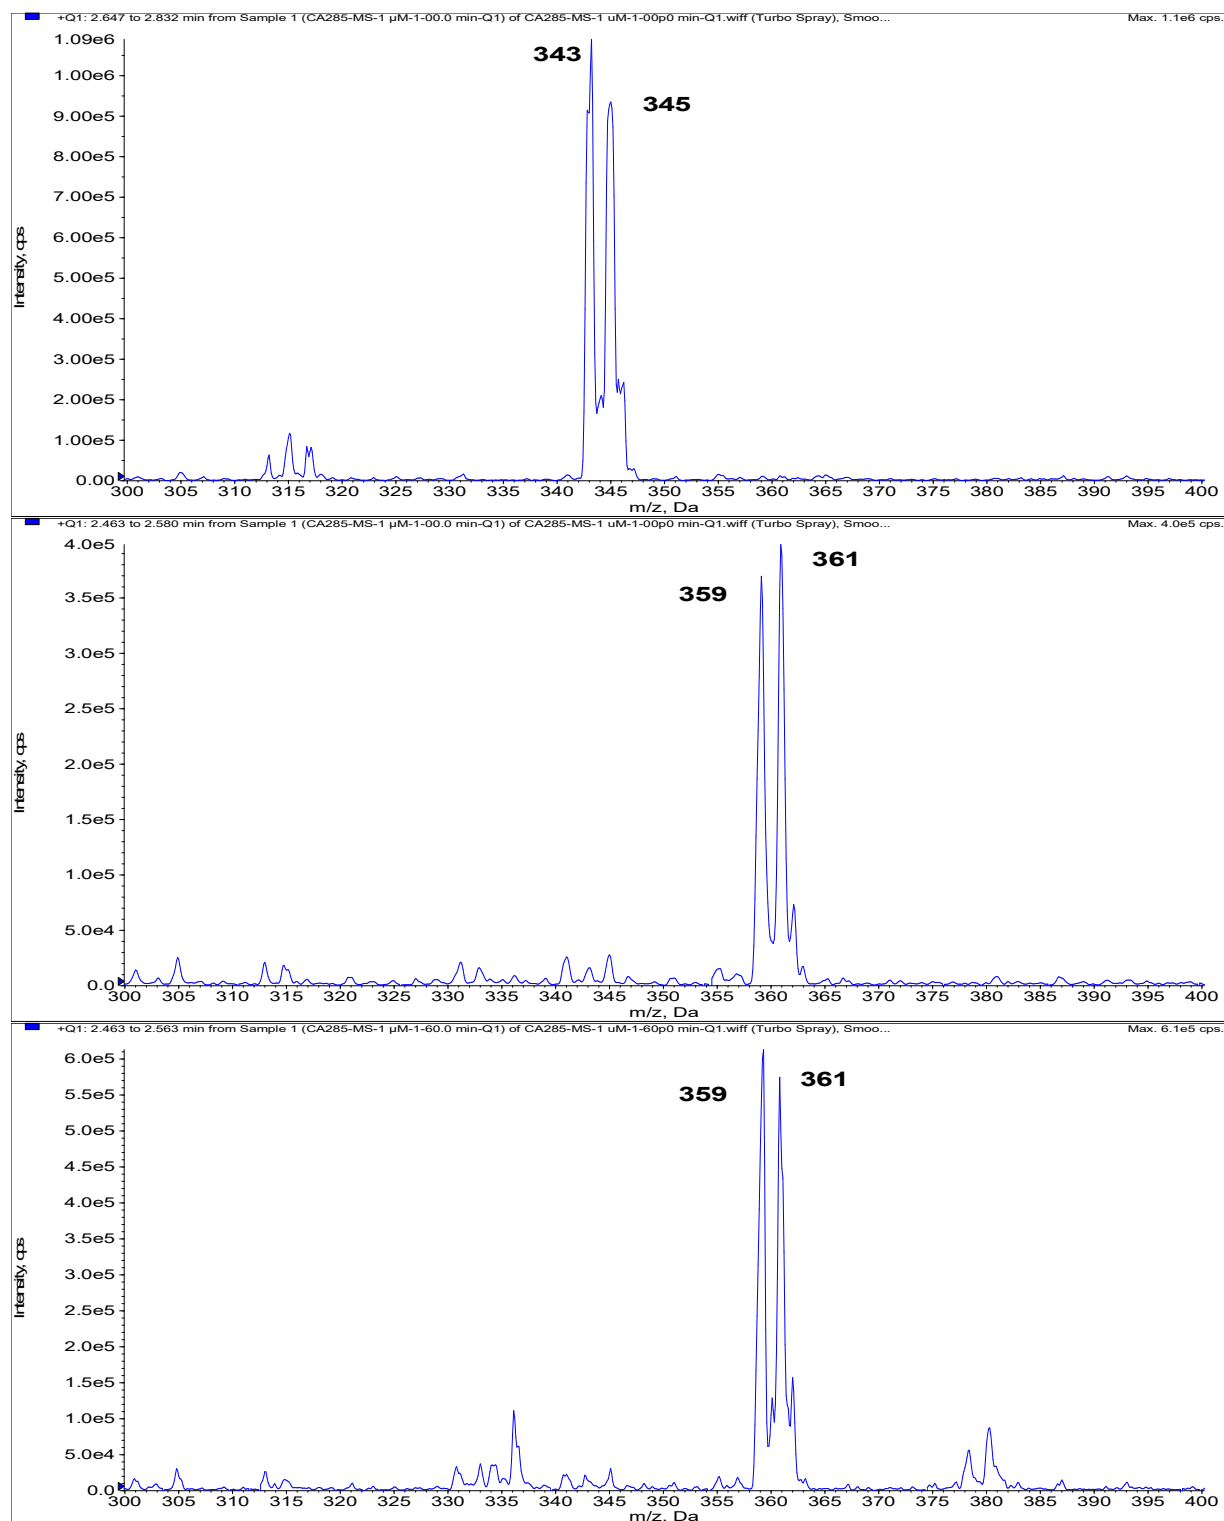 +Q1: 2.647 to 2.832 min from Sample 1 (CA285-MS-1 µM-1-00.0 min-Q1) of CA285-MS-1 uM-1-00p0 min-Q1.wiff (Turbo Spray), Smoo... Max. 1.1e6 cps.
1.09e6
343
1.00e6
345
9.00e5
8.00e5
7.00e5
6.00e5
Intensity, cps
5.00e5
4.00e5
3.00e5
2.00e5
1.00e5
0.00
300 305 310 315 320 325 330 335 340 345 350 355 360 365 370 375 380 385 390 395 400
m/z, Da
+Q1: 2.463 to 2.580 min from Sample 1 (CA285-MS-1 µM-1-00.0 min-Q1) of CA285-MS-1 uM-1-00p0 min-Q1.wiff (Turbo Spray), Smoo... Max. 4.0e5 cps.
4.0e5
361
359
3.5e5
3.0e5
2.5e5
2.0e5
Intensity, cps
1.5e5
1.0e5
5.0e4
0.0
300 305 310 315 320 325 330 335 340 345 350 355 360 365 370 375 380 385 390 395 400
m/z, Da
+Q1: 2.463 to 2.563 min from Sample 1 (CA285-MS-1 µM-1-60.0 min-Q1) of CA285-MS-1 uM-1-60p0 min-Q1.wiff (Turbo Spray), Smoo... Max. 6.1e5 cps.
6.0e5
361
359
5.5e5
5.0e5
4.5e5
4.0e5
3.5e5
3.0e5
Intensity, cps
2.5e5
2.0e5
1.5e5
1.0e5
5.0e4
0.0
300 305 310 315 320 325 330 335 340 345 350 355 360 365 370 375 380 385 390 395 400
m/z, Da